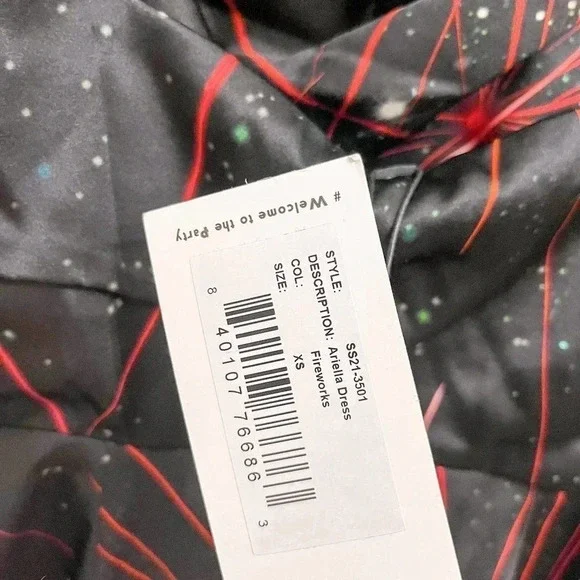 # Welcome to the Party
STYLE: SS21-3501
DESCRIPTION: Ariella Dress
COL: Fireworks
SIZE: XS
8 40107 76686 3